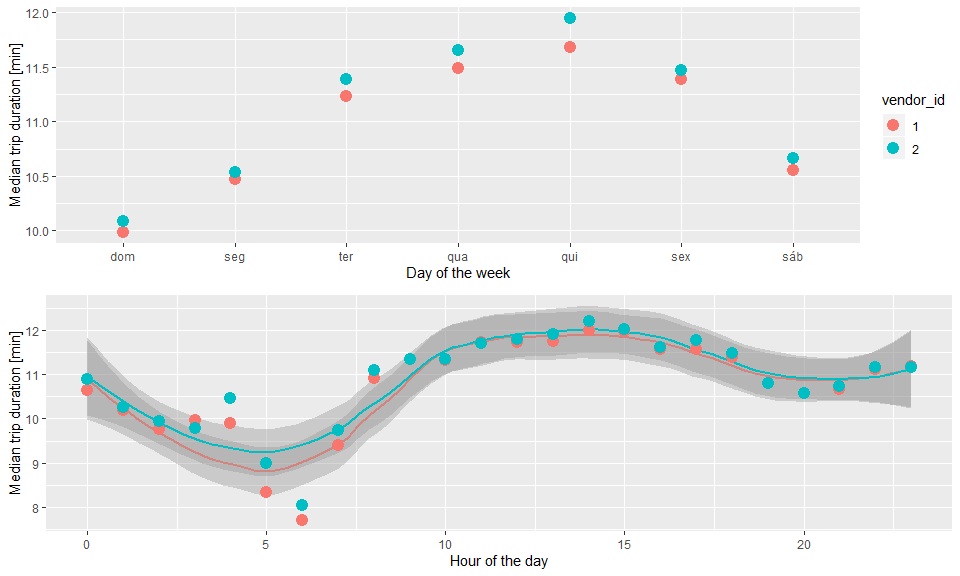 Median trip duration [min]
12.0
11.5
11.0
10.5
10.0
dom seg ter qua qui sex sáb
Day of the week
vendor_id
1
2
Median trip duration [min]
12
11
10
9
8
0 5 10 15 20
Hour of the day